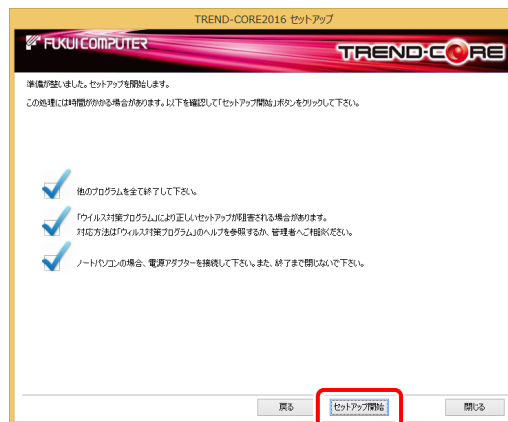 TREND-CORE2016 セットアップ
FUKUI COMPUTER
TREND-CORE
準備が整いました。セットアップを開始します。
この処理には時間がかかる場合があります。以下を確認して「セットアップ開始」ボタンをクリックして下さい。
他のプログラムを全て終了して下さい。
「ウイルス対策プログラム」により正しいセットアップが阻害される場合があります。
対応方法は「ウィルス対策プログラム」のヘルプを参照するか、管理者へご相談ください。
ノートパソコンの場合、電源アダプターを接続して下さい。また、終了まで閉じないで下さい。
戻る
セットアップ開始
閉じる